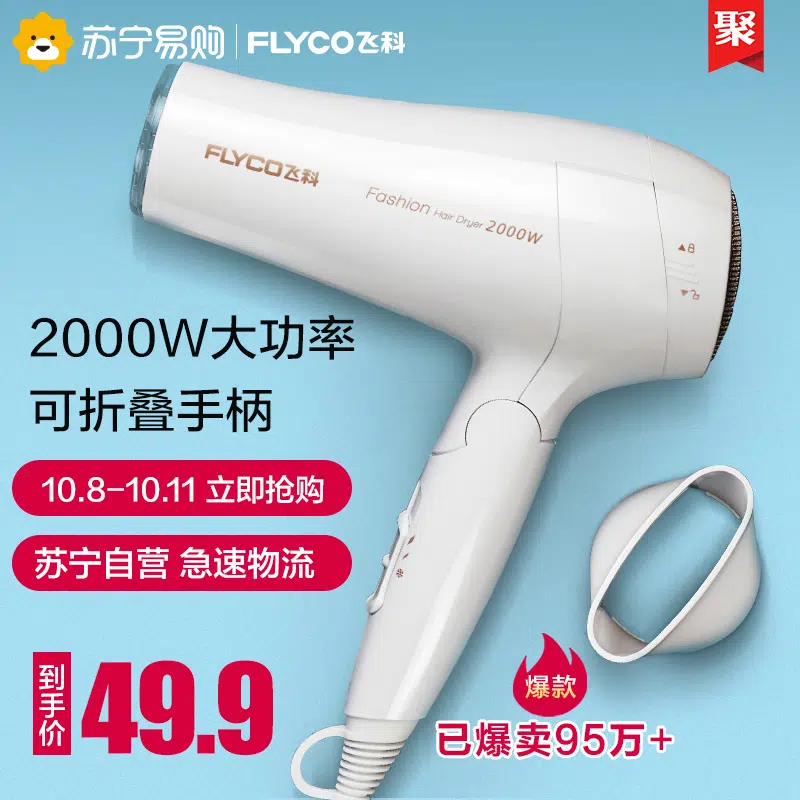 苏宁易购 FLYCO飞科
聚
FLYCO飞科
Fashion Hair Dryer 2000W
2000W大功率
可折叠手柄
10.8-10.11 立即抢购
苏宁自营 急速物流
到手价 49.9
爆款
已爆卖95万+